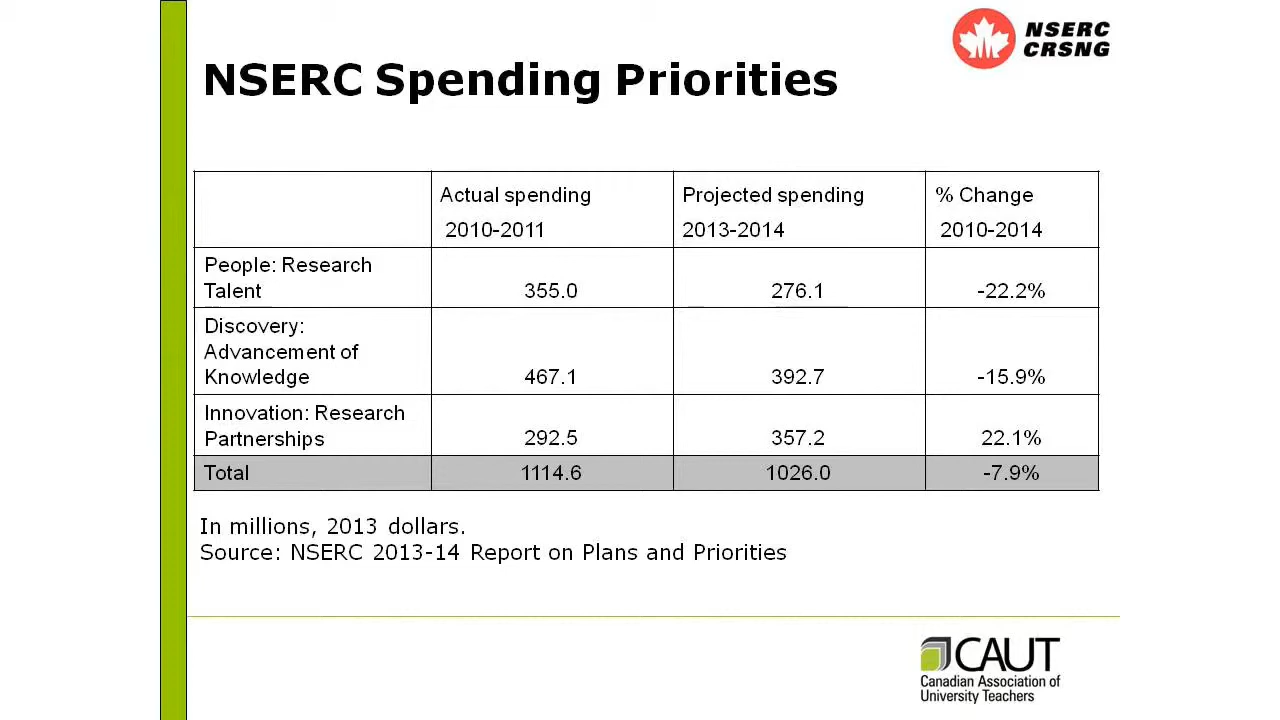 NSERC
CRSNG
NSERC Spending Priorities
Actual spending Projected spending % Change
2010-2011 2013-2014 2010-2014
People: Research
Talent 355.0 276.1 -22.2%
Discovery:
Advancement of
Knowledge 467.1 392.7 -15.9%
Innovation: Research
Partnerships 292.5 357.2 22.1%
Total 1114.6 1026.0 -7.9%
In millions, 2013 dollars.
Source: NSERC 2013-14 Report on Plans and Priorities
CAUT
Canadian Association of
University Teachers